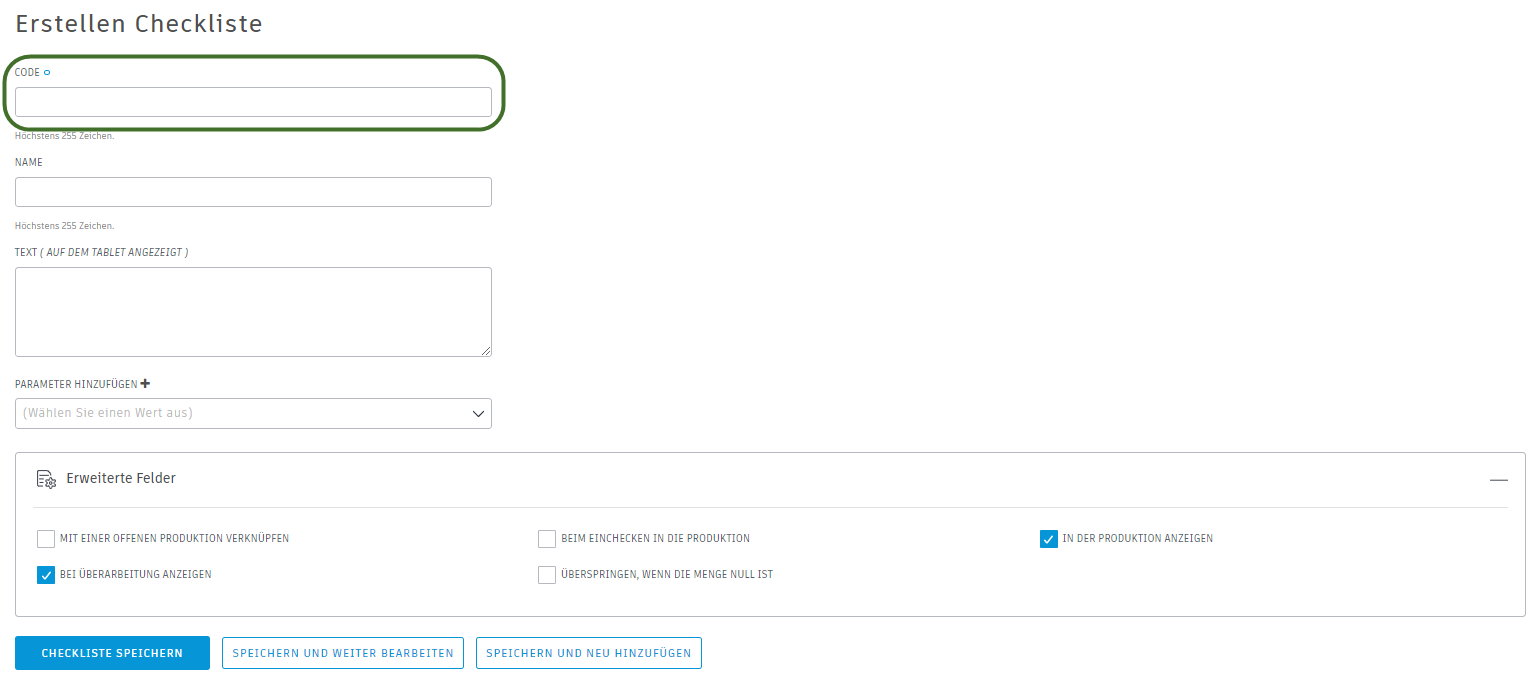 Erstellen Checkliste
CODE
Höchstens 255 Zeichen.
NAME
Höchstens 255 Zeichen.
TEXT ( AUF DEM TABLET ANGEZEIGT )
PARAMETER HINZUFÜGEN
(Wählen Sie einen Wert aus)
Erweiterte Felder
MIT EINER OFFENEN PRODUKTION VERKNÜPFEN
BEIM EINCHECKEN IN DIE PRODUKTION
IN DER PRODUKTION ANZEIGEN
BEI ÜBERARBEITUNG ANZEIGEN
ÜBERSPRINGEN, WENN DIE MENGE NULL IST
CHECKLISTE SPEICHERN
SPEICHERN UND WEITER BEARBEITEN
SPEICHERN UND NEU HINZUFÜGEN